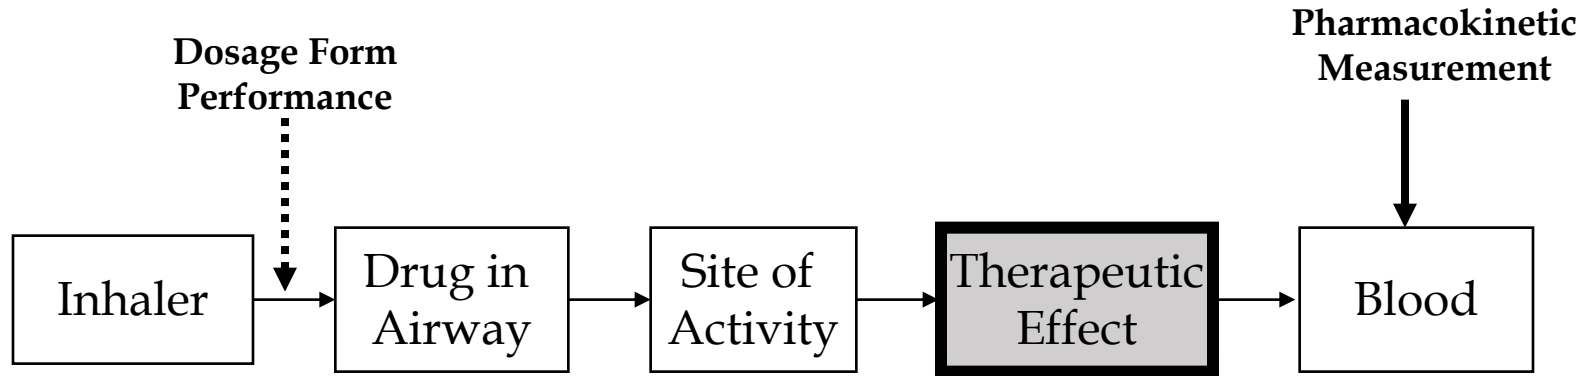 Dosage Form
Performance
Pharmacokinetic
Measurement
Inhaler
Drug in
Airway
Site of
Activity
Therapeutic
Effect
Blood